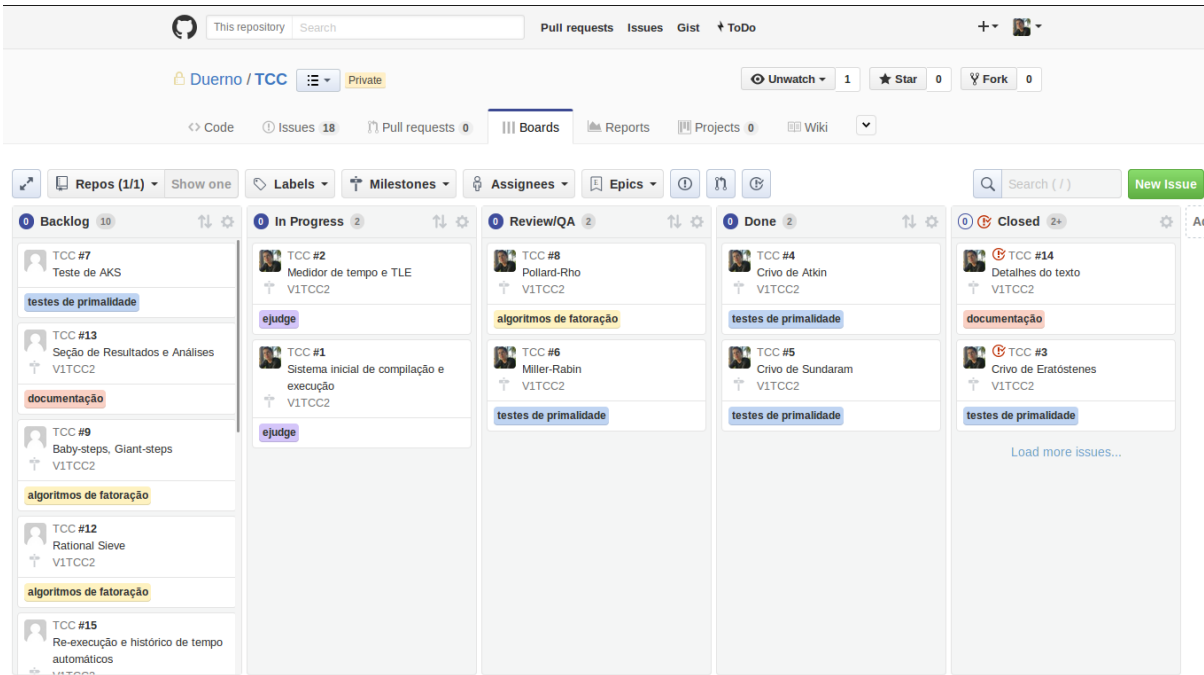 This repository Search Pull requests Issues Gist ToDo
Duerno / TCC Private Unwatch 1 Star 0 Fork 0
Code Issues 18 Pull requests 0 Boards Reports Projects 0 Wiki
Repos (1/1) Show one Labels Milestones Assignees Epics Search ( / ) New Issue
0 Backlog 10
TCC #7
Teste de AKS
testes de primalidade
TCC #13
Seção de Resultados e Análises
V1TCC2
documentação
TCC #9
Baby-steps, Giant-steps
V1TCC2
algoritmos de fatoração
TCC #12
Rational Sieve
V1TCC2
algoritmos de fatoração
TCC #15
Re-execução e histórico de tempo
automáticos
V1TCC2
0 In Progress 2
TCC #2
Medidor de tempo e TLE
V1TCC2
ejudge
TCC #1
Sistema inicial de compilação e
execução
V1TCC2
ejudge
0 Review/QA 2
TCC #8
Pollard-Rho
V1TCC2
algoritmos de fatoração
TCC #6
Miller-Rabin
V1TCC2
testes de primalidade
0 Done 2
TCC #4
Crivo de Atkin
V1TCC2
testes de primalidade
TCC #5
Crivo de Sundaram
V1TCC2
testes de primalidade
0 Closed 2+
TCC #14
Detalhes do texto
V1TCC2
documentação
TCC #3
Crivo de Eratóstenes
V1TCC2
testes de primalidade
Load more issues...